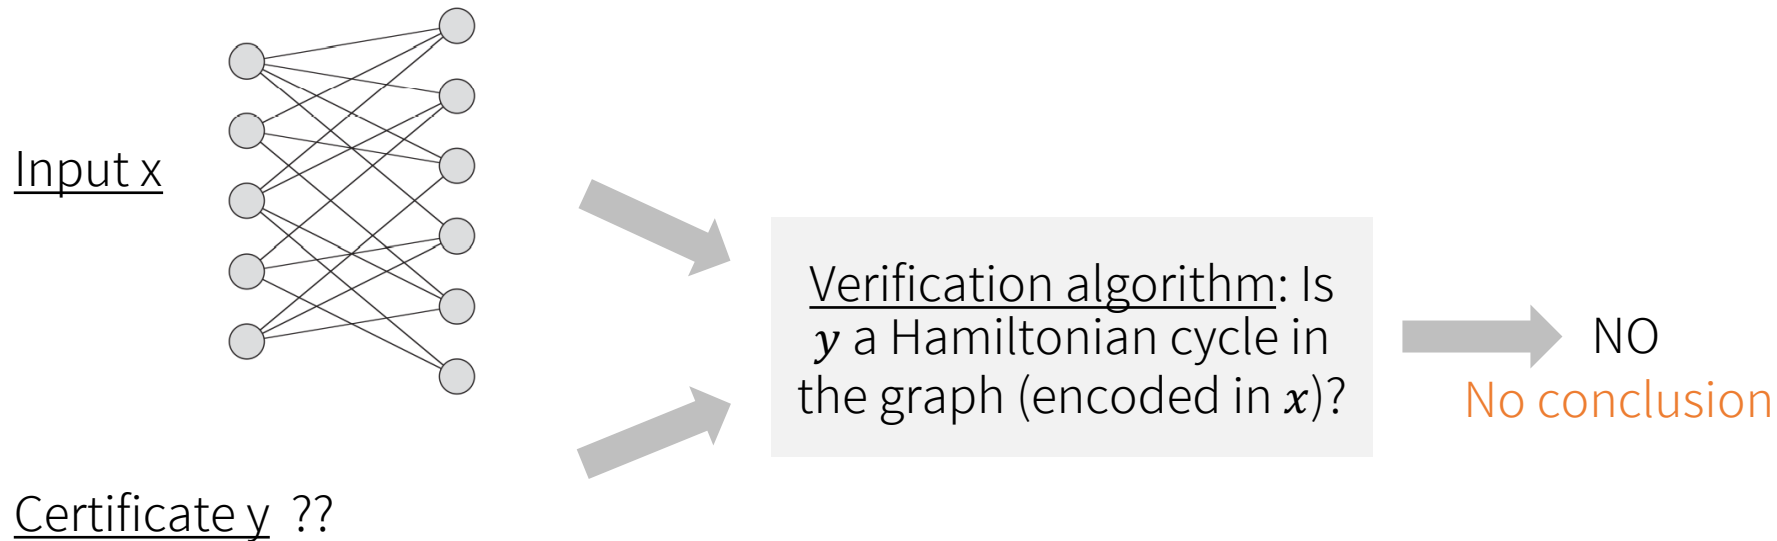 Input x
Verification algorithm: Is
y a Hamiltonian cycle in
the graph (encoded in x)?
NO
No conclusion
Certificate y ??